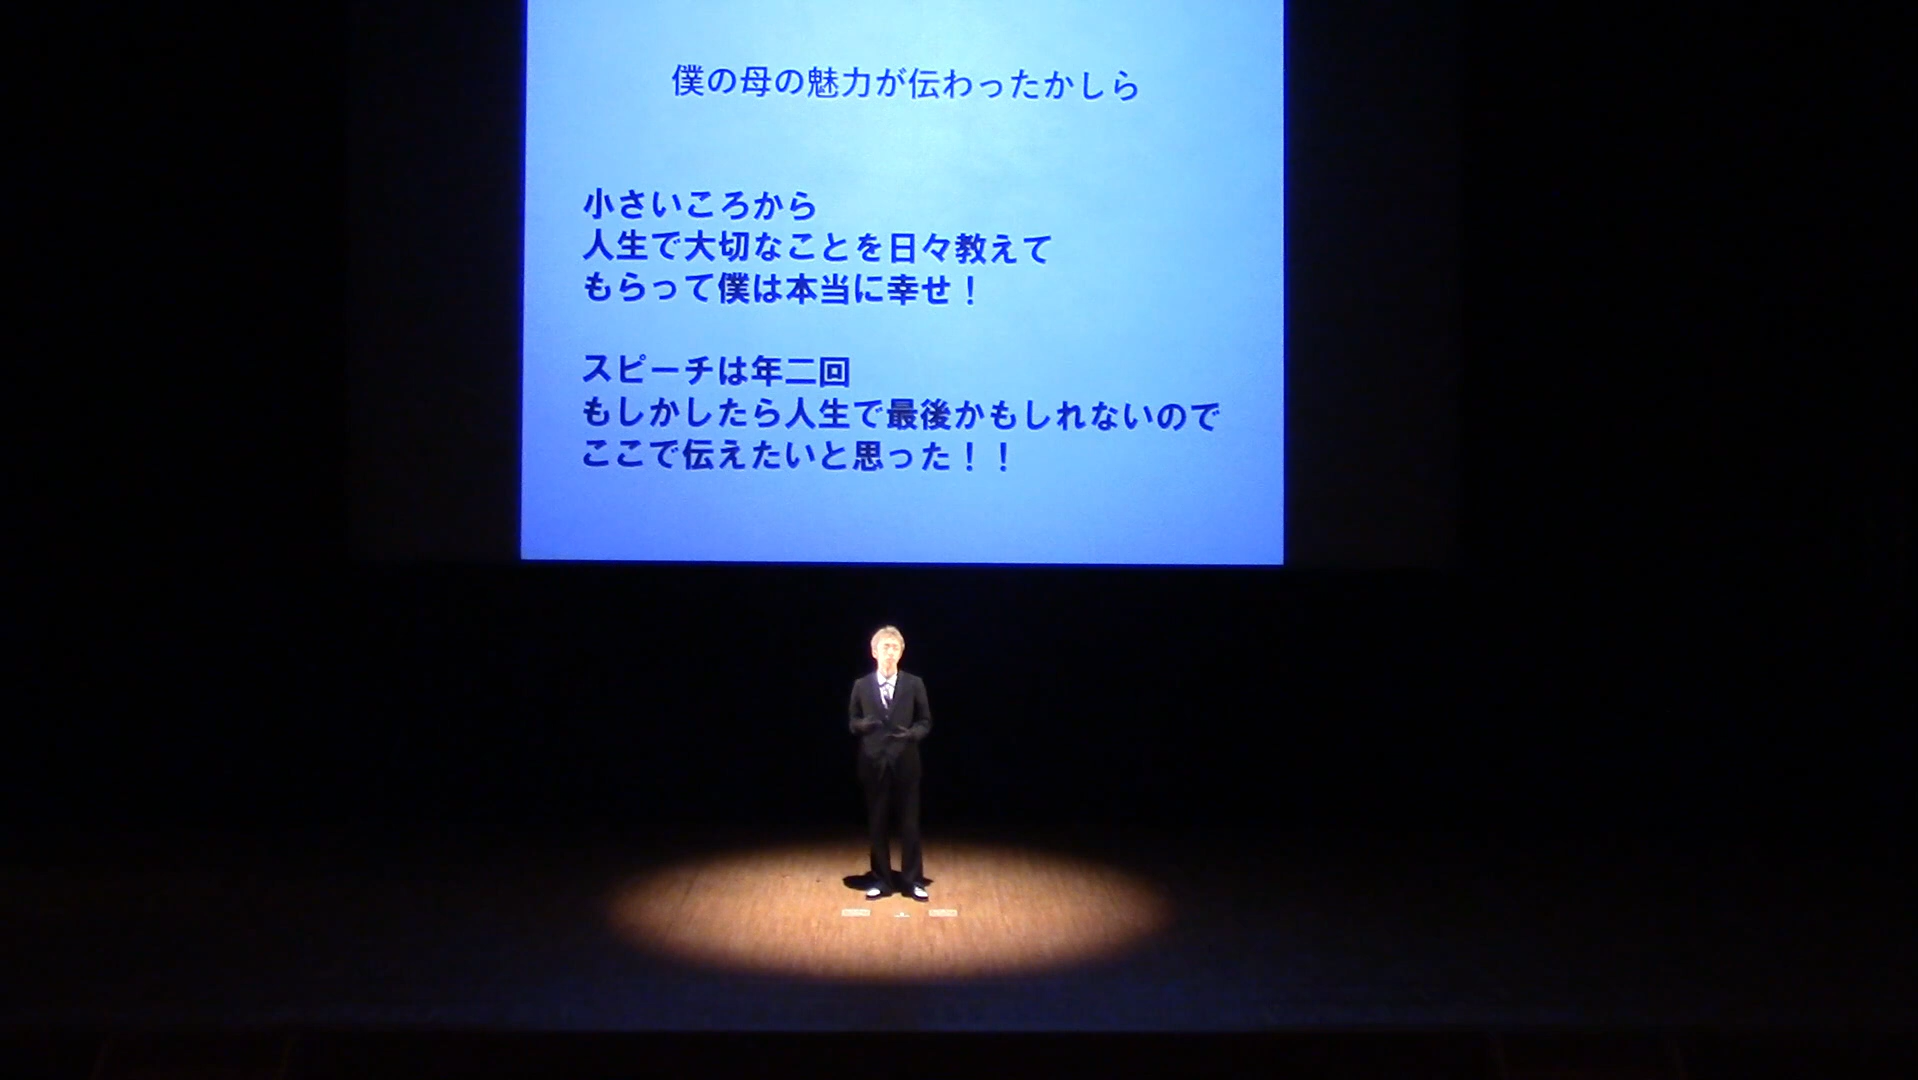 僕の母の魅力が伝わったかしら
小さいころから
人生で大切なことを日々教えて
もらって僕は本当に幸せ！
スピーチは年二回
もしかしたら人生で最後かもしれないので
ここで伝えたいと思った！！